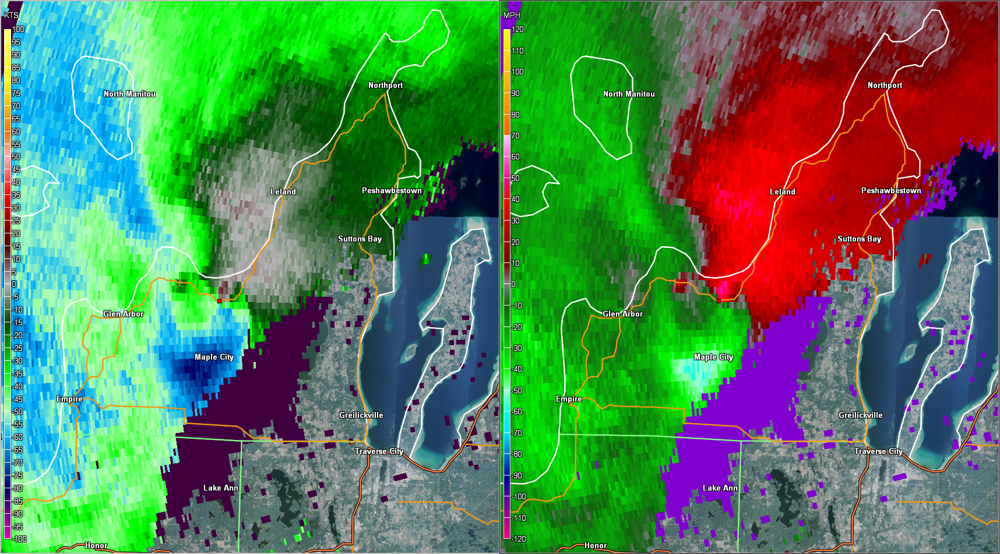 KTS
100
95
90
85
80
75
70
65
60
55
50
45
40
35
30
25
20
15
10
5
0
-5
-10
-15
-20
-25
-30
-35
-40
-45
-50
-55
-60
-65
-70
-75
-80
-85
-90
-95
-100
North Manitou
Northport
Leland
Peshawbestown
Suttons Bay
Glen Arbor
Maple City
Empire
Greilickville
Traverse City
Lake Ann
Honor
MPH
120
110
100
90
80
70
60
50
40
30
20
10
0
-10
-20
-30
-40
-50
-60
-70
-80
-90
-100
-110
-120
North Manitou
Northport
Leland
Peshawbestown
Suttons Bay
Glen Arbor
Maple City
Empire
Greilickville
Traverse City
Lake Ann
Honor